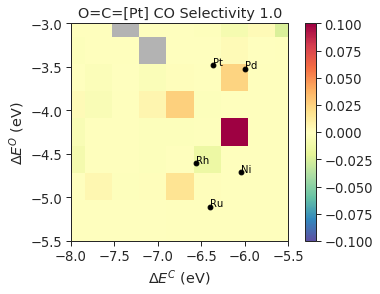 O=C=[Pt] CO Selectivity 1.0
−3.0
−3.5
−4.0
−4.5
−5.0
−5.5
ΔE^O (eV)
Pt
Pd
Rh
Ni
Ru
−8.0 −7.5 −7.0 −6.5 −6.0 −5.5
ΔE^C (eV)
0.100
0.075
0.050
0.025
0.000
−0.025
−0.050
−0.075
−0.100